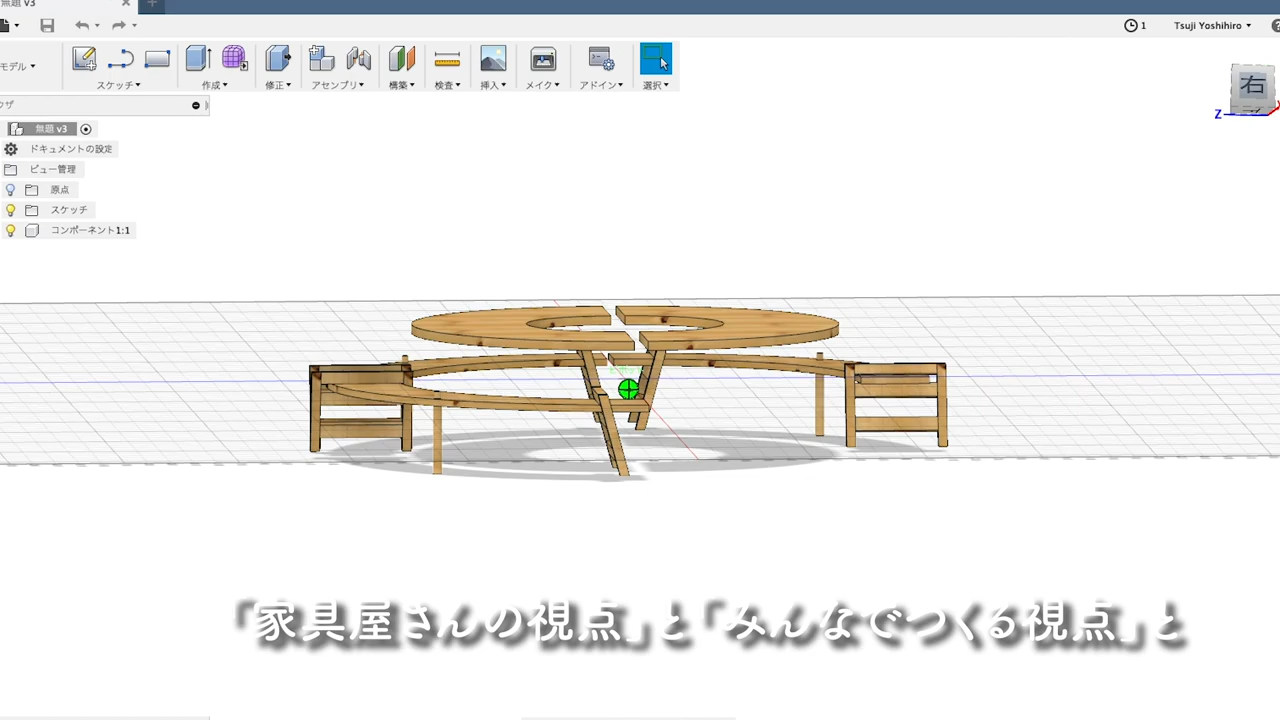 無題 v3
1
Tsuji Yoshihiro
モデル
スケッチ
作成
修正
アセンブリ
構築
検査
挿入
メイク
アドイン
選択
右
Z
無題 v3
ドキュメントの設定
ビュー管理
原点
スケッチ
コンポーネント1:1
「家具屋さんの視点」と「みんなでつくる視点」と